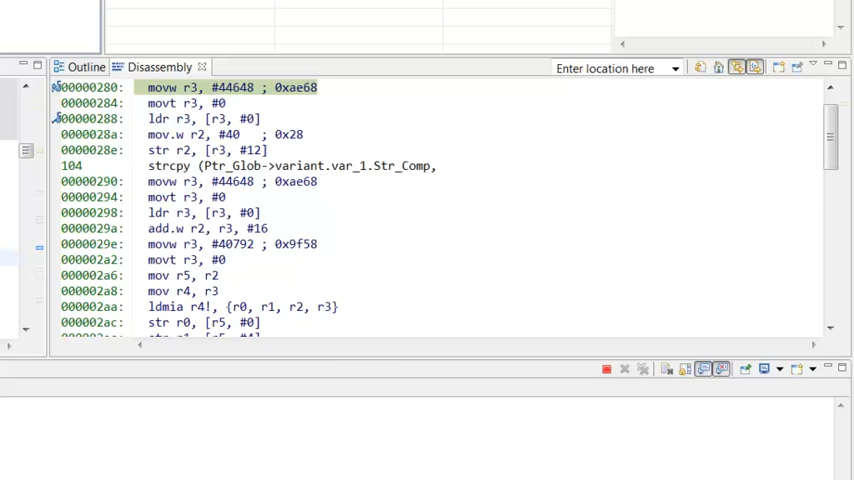 Outline Disassembly Enter location here
00000280: movw r3, #44648 ; 0xae68
00000284: movt r3, #0
00000288: ldr r3, [r3, #0]
0000028a: mov.w r2, #40 ; 0x28
0000028e: str r2, [r3, #12]
104 strcpy (Ptr_Glob->variant.var_1.Str_Comp,
00000290: movw r3, #44648 ; 0xae68
00000294: movt r3, #0
00000298: ldr r3, [r3, #0]
0000029a: add.w r2, r3, #16
0000029e: movw r3, #40792 ; 0x9f58
000002a2: movt r3, #0
000002a6: mov r5, r2
000002a8: mov r4, r3
000002aa: ldmia r4!, {r0, r1, r2, r3}
000002ac: str r0, [r5, #0]